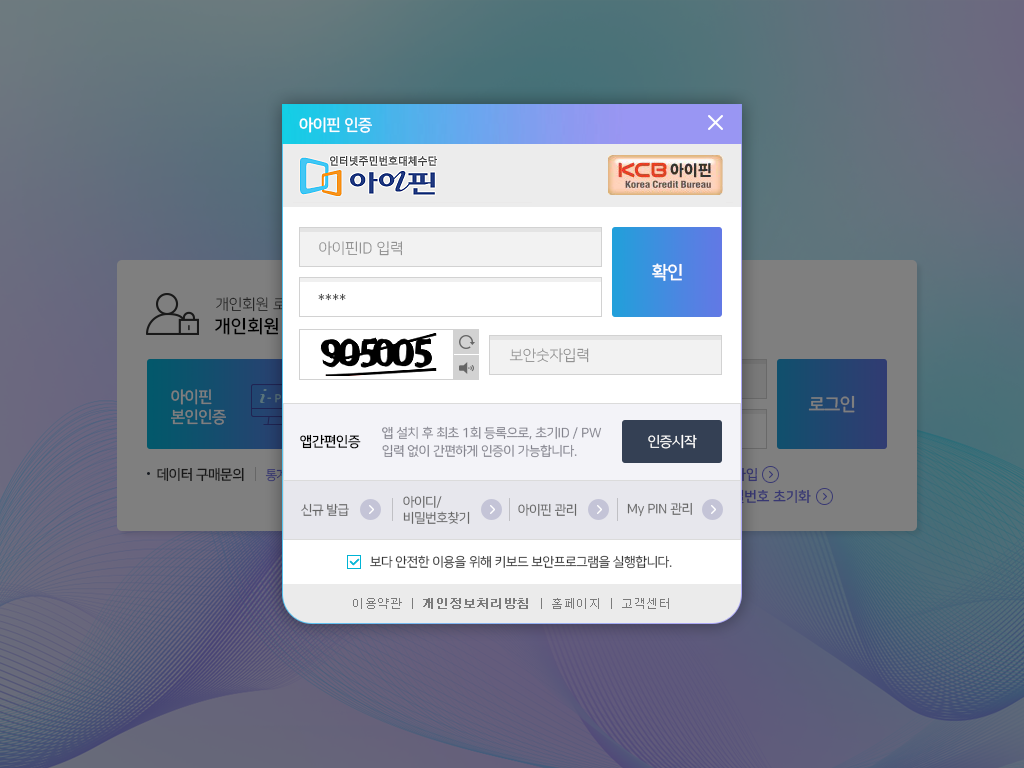 아이핀 인증
인터넷주민번호대체수단
아이핀
KCB 아이핀
Korea Credit Bureau
아이핀ID 입력
확인
****
905005
보안숫자입력
개인회원
개인회원
아이핀
본인인증
로그인
데이터 구매문의
번호 초기화
앱간편인증
앱 설치 후 최초 1회 등록으로, 초기ID / PW
입력 없이 간편하게 인증이 가능합니다.
인증시작
신규 발급
아이디/
비밀번호찾기
아이핀 관리
My PIN 관리
보다 안전한 이용을 위해 키보드 보안프로그램을 실행합니다.
이용약관 | 개인정보처리방침 | 홈페이지 | 고객센터